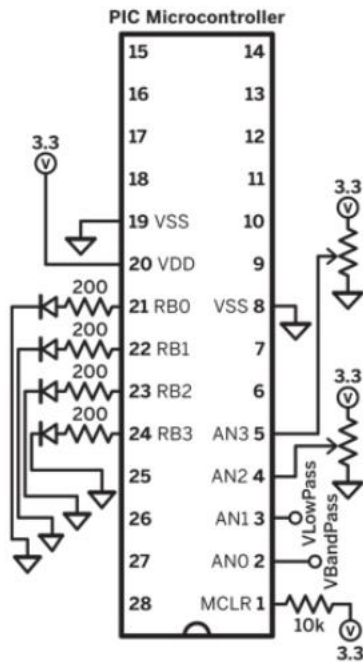 PIC Microcontroller
15 14
16 13
17 12
3.3
V
18 11
3.3
V
19 VSS 10
20 VDD 9
200
21 RB0 VSS 8
200
22 RB1 7
200
23 RB2 6
3.3
V
200
24 RB3 AN3 5
25 AN2 4
26 AN1 3 VLowPass
27 AN0 2 VBandPass
28 MCLR 1
10k
V
3.3